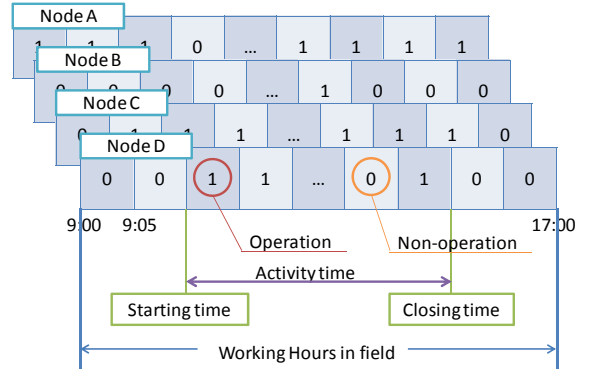 Node A
1 1 1 0 ... 1 1 1 1
Node B
0 0 0 0 ... 1 0 0 0
Node C
0 1 1 1 ... 1 1 1 0
Node D
0 0 1 1 ... 0 1 0 0
9:00 9:05 17:00
Operation Non-operation
Activity time
Starting time Closing time
Working Hours in field